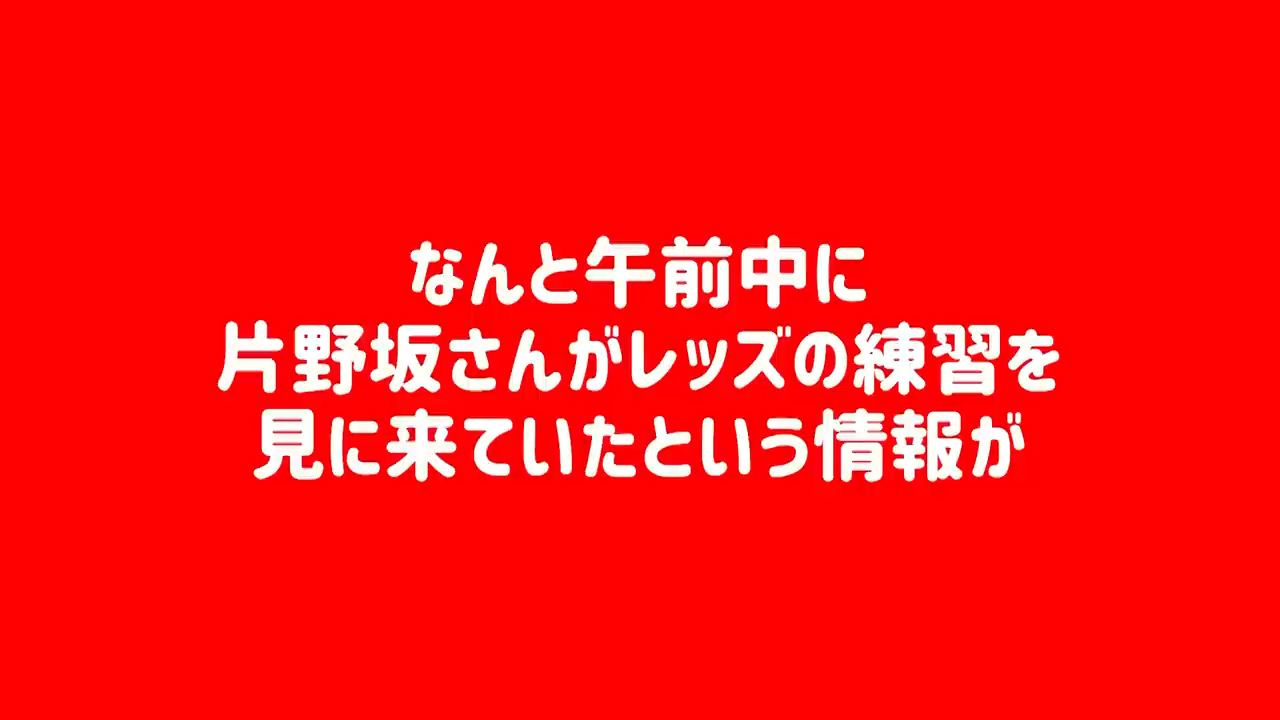 なんと午前中に
片野坂さんがレッズの練習を
見に来ていたという情報が